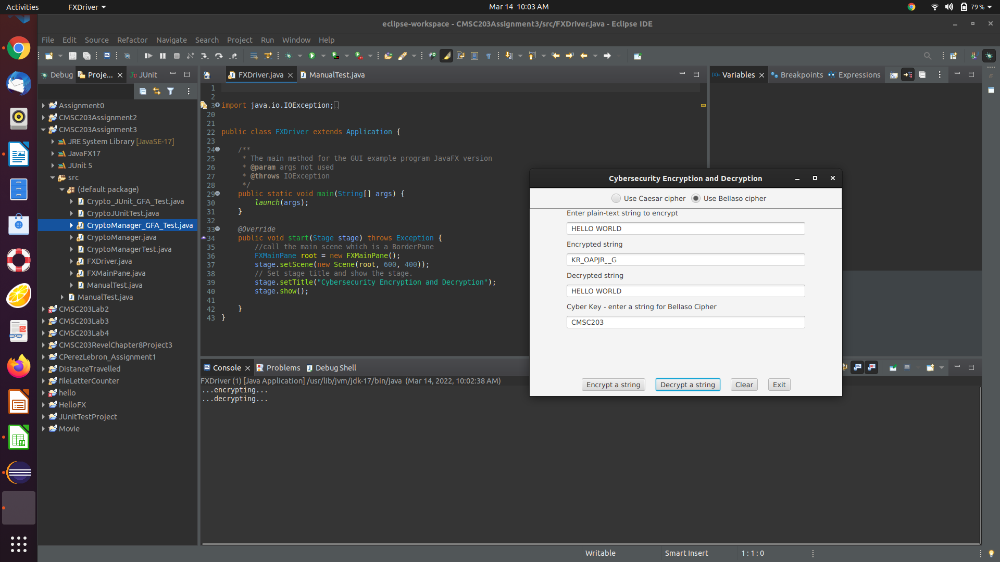 Activities
FXDriver
Mar 14 10:03 AM
79 %
eclipse-workspace - CMSC203Assignment3/src/FXDriver.java - Eclipse IDE
File Edit Source Refactor Navigate Search Project Run Window Help
Debug
Proje...
JUnit
FXDriver.java
ManualTest.java
Variables
Breakpoints
Expressions
Assignment0
CMSC203Assignment2
CMSC203Assignment3
JRE System Library [JavaSE-17]
JavaFX17
JUnit 5
src
(default package)
Crypto_JUnit_GFA_Test.java
CryptoJUnitTest.java
CryptoManager_GFA_Test.java
CryptoManager.java
CryptoManagerTest.java
FXDriver.java
FXMainPane.java
ManualTest.java
ManualTest.java
CMSC203Lab2
CMSC203Lab3
CMSC203Lab4
CMSC203RevelChapter8Project3
CPerezLebron_Assignment1
DistanceTravelled
fileLetterCounter
hello
HelloFX
JUnitTestProject
Movie
1
2
3 import java.io.IOException;
20
21
22 public class FXDriver extends Application {
23
24 /**
25 * The main method for the GUI example program JavaFX version
26 * @param args not used
27 * @throws IOException
28 */
29 public static void main(String[] args) {
30 launch(args);
31 }
32
33 @Override
34 public void start(Stage stage) throws Exception {
35 //call the main scene which is a BorderPane
36 FXMainPane root = new FXMainPane();
37 stage.setScene(new Scene(root, 600, 400));
38 // Set stage title and show the stage.
39 stage.setTitle("Cybersecurity Encryption and Decryption");
40 stage.show();
41
42 }
43 }
Cybersecurity Encryption and Decryption
Use Caesar cipher Use Bellaso cipher
Enter plain-text string to encrypt
HELLO WORLD
Encrypted string
KR_OAPJR__G
Decrypted string
HELLO WORLD
Cyber Key - enter a string for Bellaso Cipher
CMSC203
Encrypt a string
Decrypt a string
Clear
Exit
Console
Problems
Debug Shell
FXDriver (1) [Java Application] /usr/lib/jvm/jdk-17/bin/java (Mar 14, 2022, 10:02:38 AM)
...encrypting...
...decrypting...
Writable
Smart Insert
1 : 1 : 0